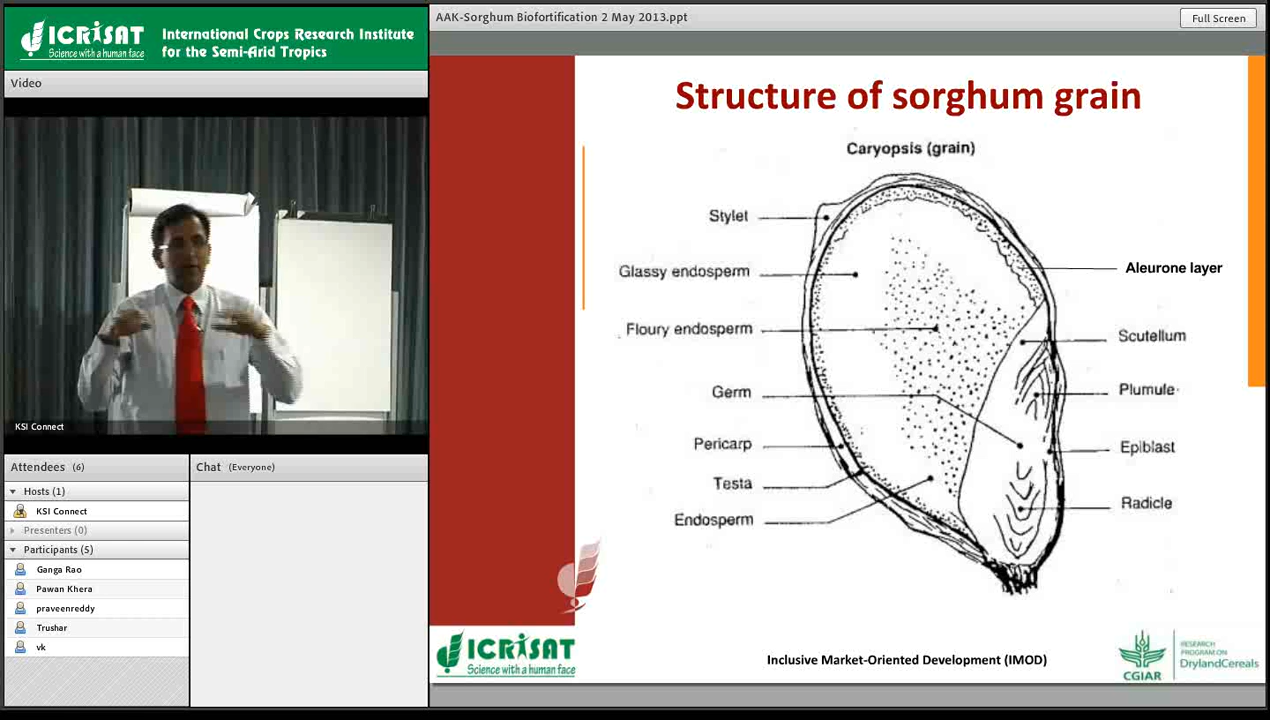 ICRISAT
Science with a human face
International Crops Research Institute
for the Semi-Arid Tropics
Video
KSI Connect
Attendees (6)
Hosts (1)
KSI Connect
Presenters (0)
Participants (5)
Ganga Rao
Pawan Khera
praveenreddy
Trushar
vk
Chat (Everyone)
AAK-Sorghum Biofortification 2 May 2013.ppt
Full Screen
Structure of sorghum grain
Caryopsis (grain)
Stylet
Glassy endosperm
Floury endosperm
Germ
Pericarp
Testa
Endosperm
Aleurone layer
Scutellum
Plumule
Epiblast
Radicle
ICRISAT
Science with a human face
Inclusive Market-Oriented Development (IMOD)
CGIAR
RESEARCH
PROGRAM ON
DrylandCereals